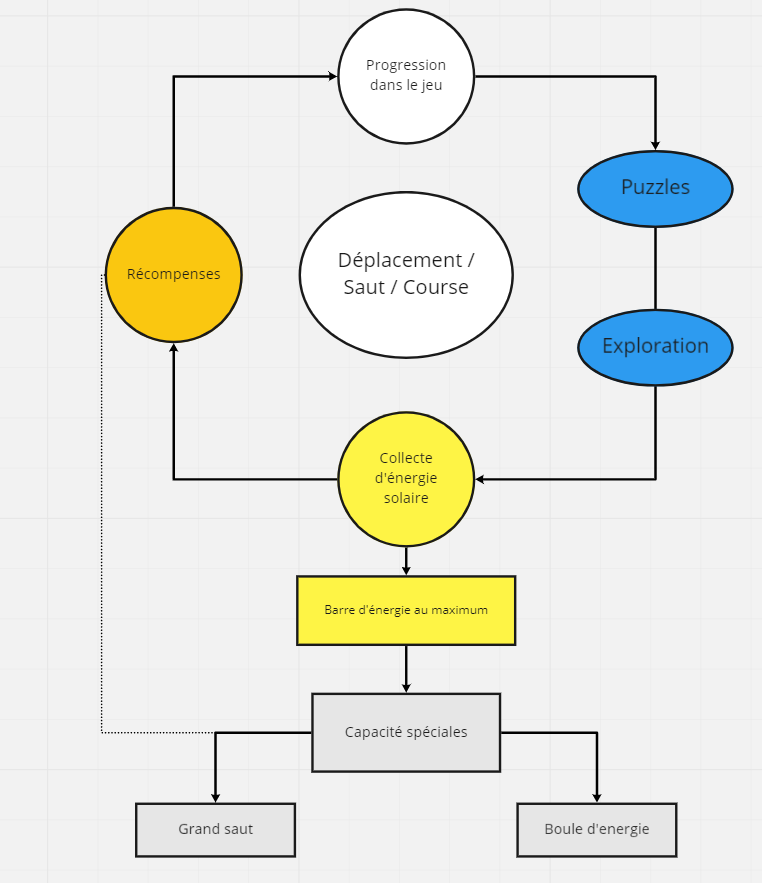 Progression
dans le jeu
Puzzles
Déplacement /
Saut / Course
Récompenses
Exploration
Collecte
d'énergie
solaire
Barre d'énergie au maximum
Capacité spéciales
Grand saut
Boule d'energie